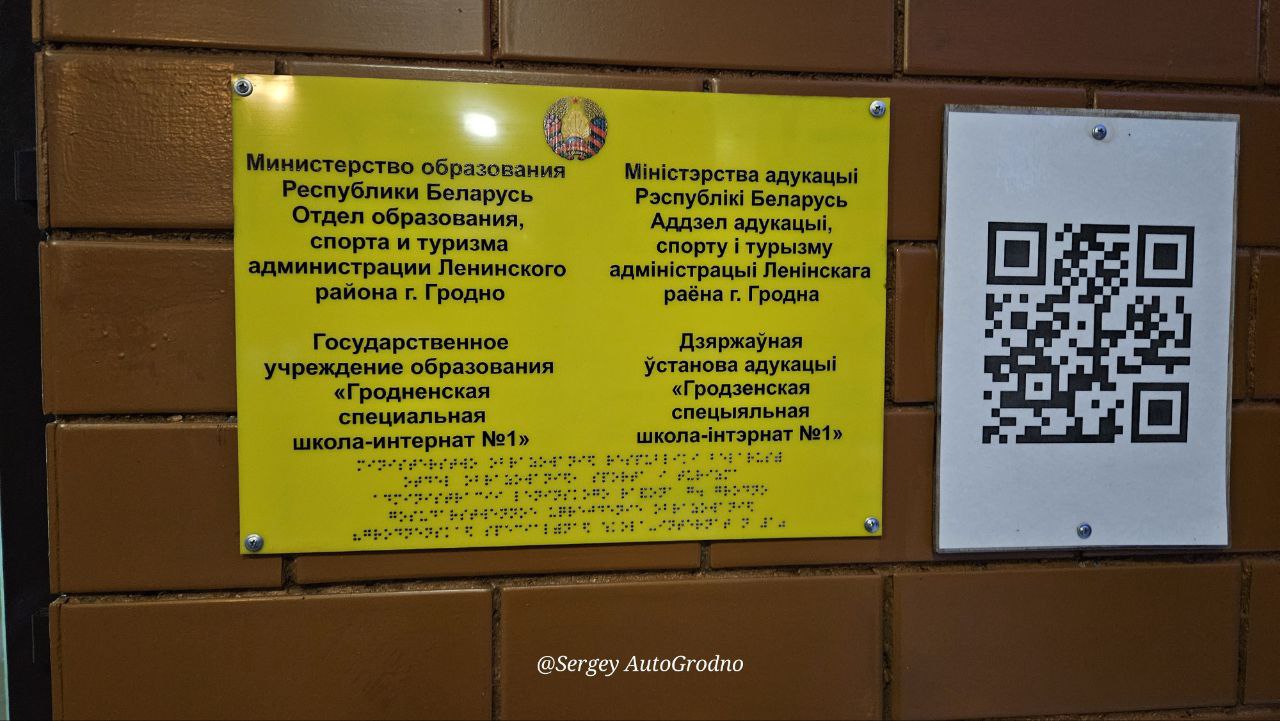 Министерство образования
Республики Беларусь
Отдел образования,
спорта и туризма
администрации Ленинского
района г. Гродно
Государственное
учреждение образования
«Гродненская
специальная
школа-интернат №1»
Міністэрства адукацыі
Рэспублікі Беларусь
Аддзел адукацыі,
спорту і турызму
адміністрацыі Ленінскага
раёна г. Гродна
Дзяржаўная
ўстанова адукацыі
«Гродзенская
спецыяльная
школа-інтэрнат №1»
@Sergey AutoGrodno